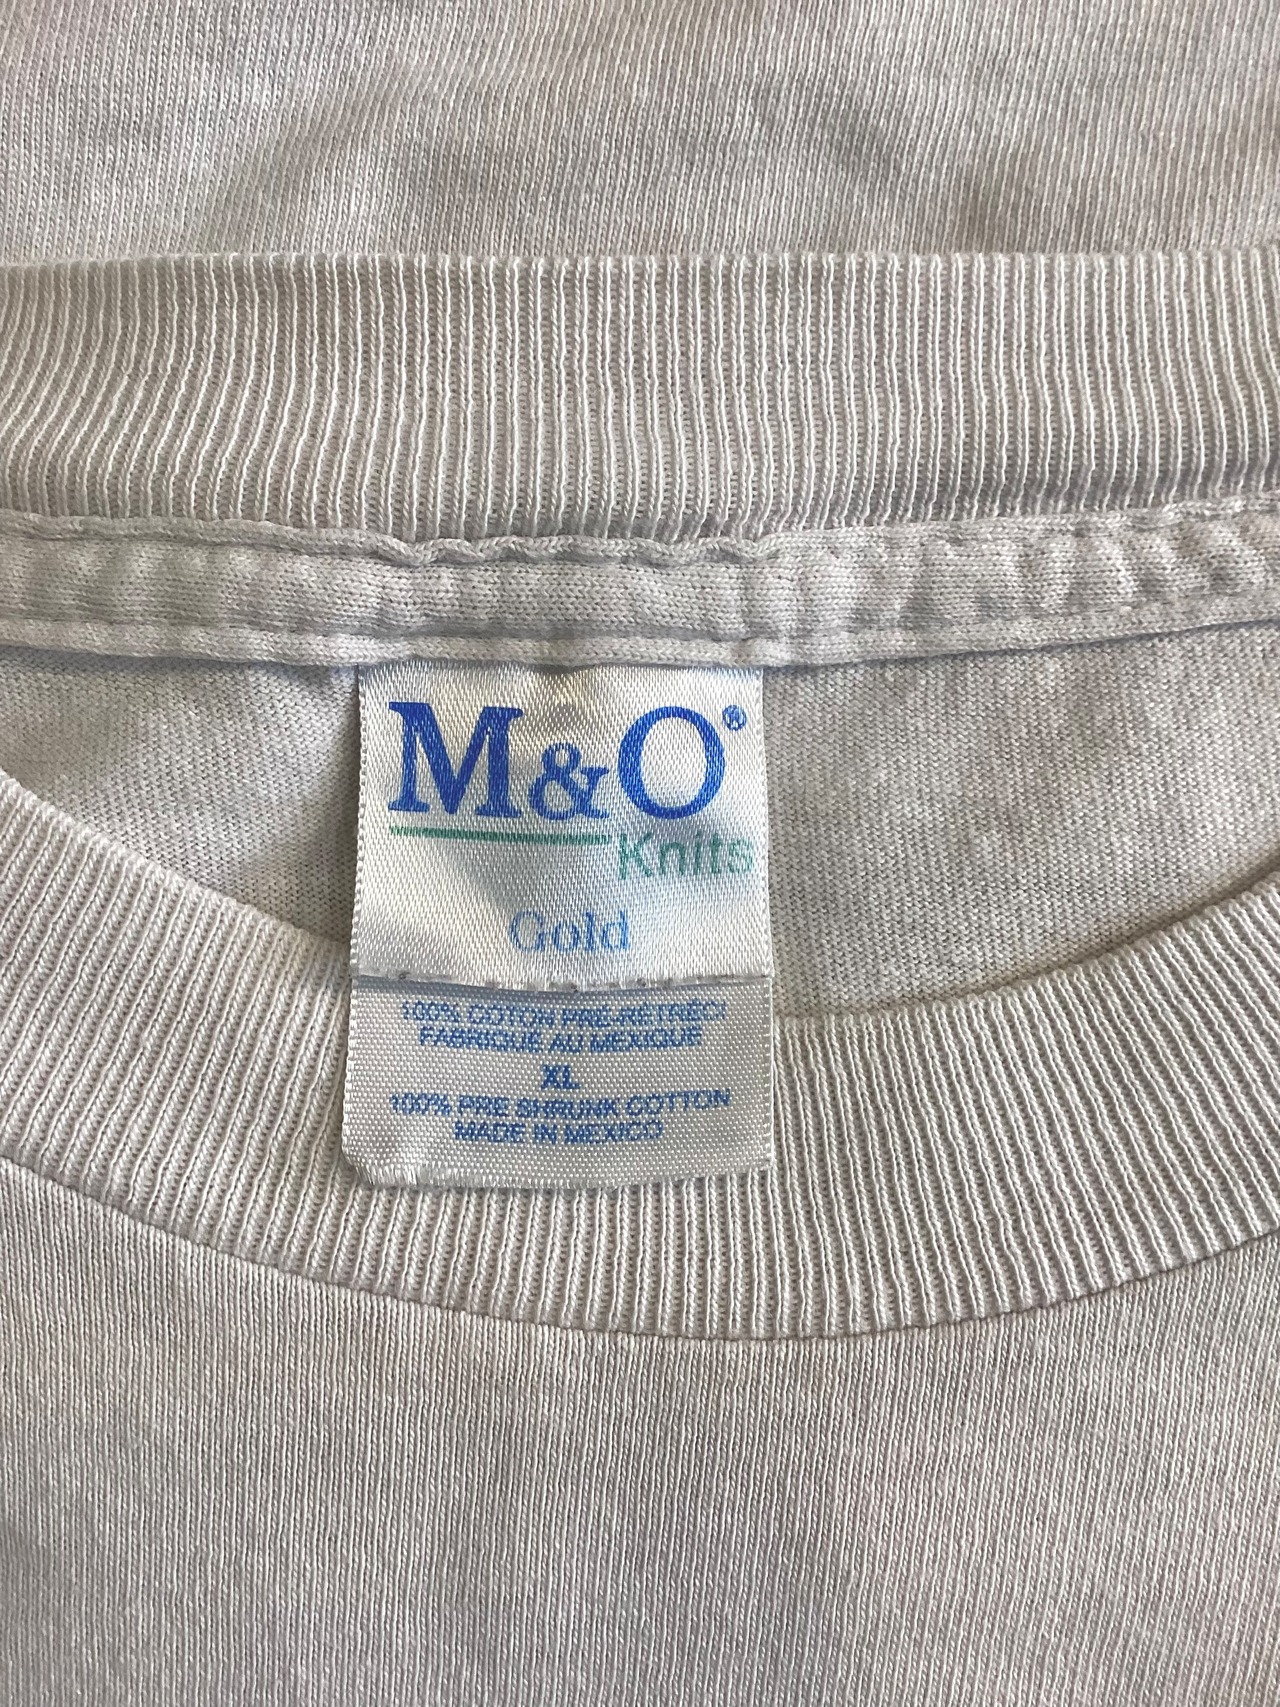 M&O®
Knits
Gold
100% COTON PRÉ-RÉTRÉCI
FABRIQUÉ AU MEXIQUE
XL
100% PRE SHRUNK COTTON
MADE IN MEXICO